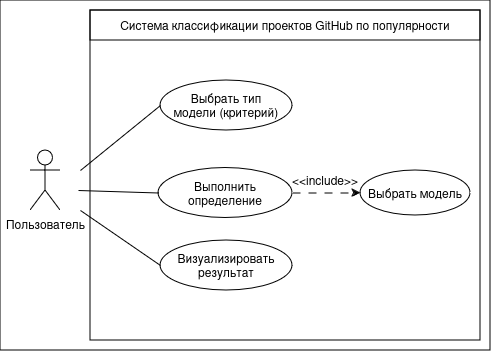 Система классификации проектов GitHub по популярности
Выбрать тип
модели (критерий)
Выполнить
определение
<<include>>
Выбрать модель
Визуализировать
результат
Пользователь